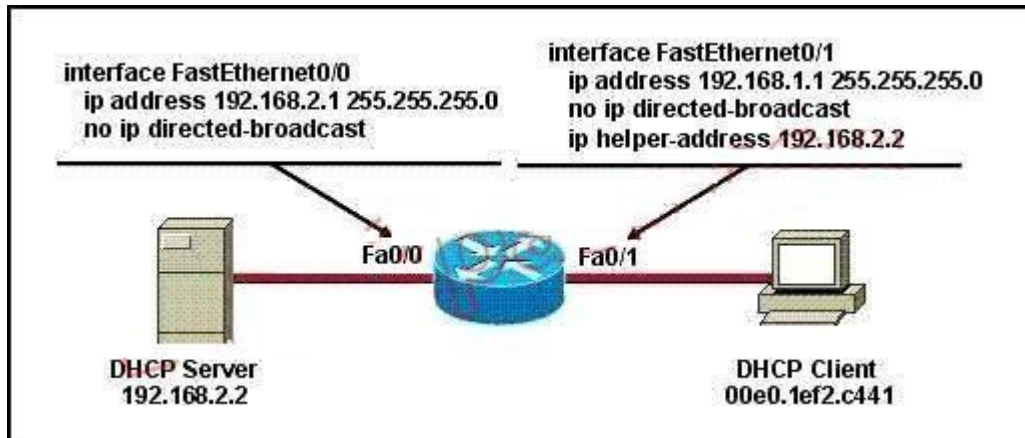 interface FastEthernet0/0
ip address 192.168.2.1 255.255.255.0
no ip directed-broadcast
interface FastEthernet0/1
ip address 192.168.1.1 255.255.255.0
no ip directed-broadcast
ip helper-address 192.168.2.2
Fa0/0
Fa0/1
DHCP Server
192.168.2.2
DHCP Client
00e0.1ef2.c441